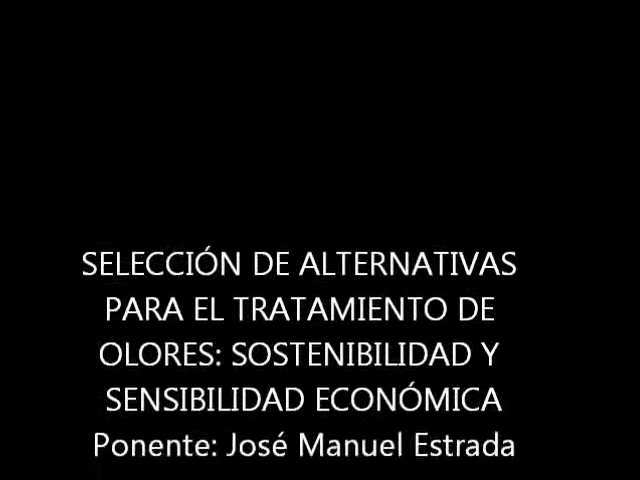 SELECCIÓN DE ALTERNATIVAS
PARA EL TRATAMIENTO DE
OLORES: SOSTENIBILIDAD Y
SENSIBILIDAD ECONÓMICA
Ponente: José Manuel Estrada